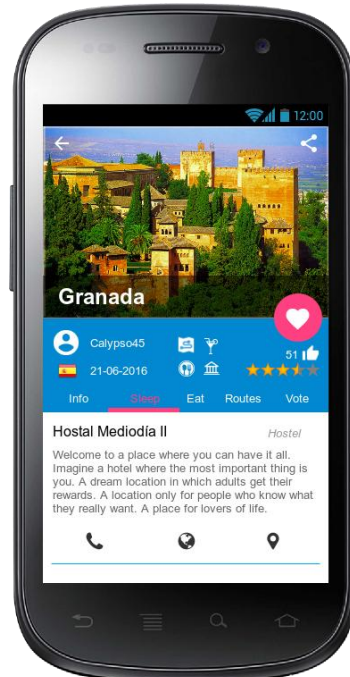 12:00
Granada
Calypso45
51
21-06-2016
Info Sleep Eat Routes Vote
Hostal Mediodía II Hostel
Welcome to a place where you can have it all.
Imagine a hotel where the most important thing is
you. A dream location in which adults get their
rewards. A location only for people who know what
they really want. A place for lovers of life.